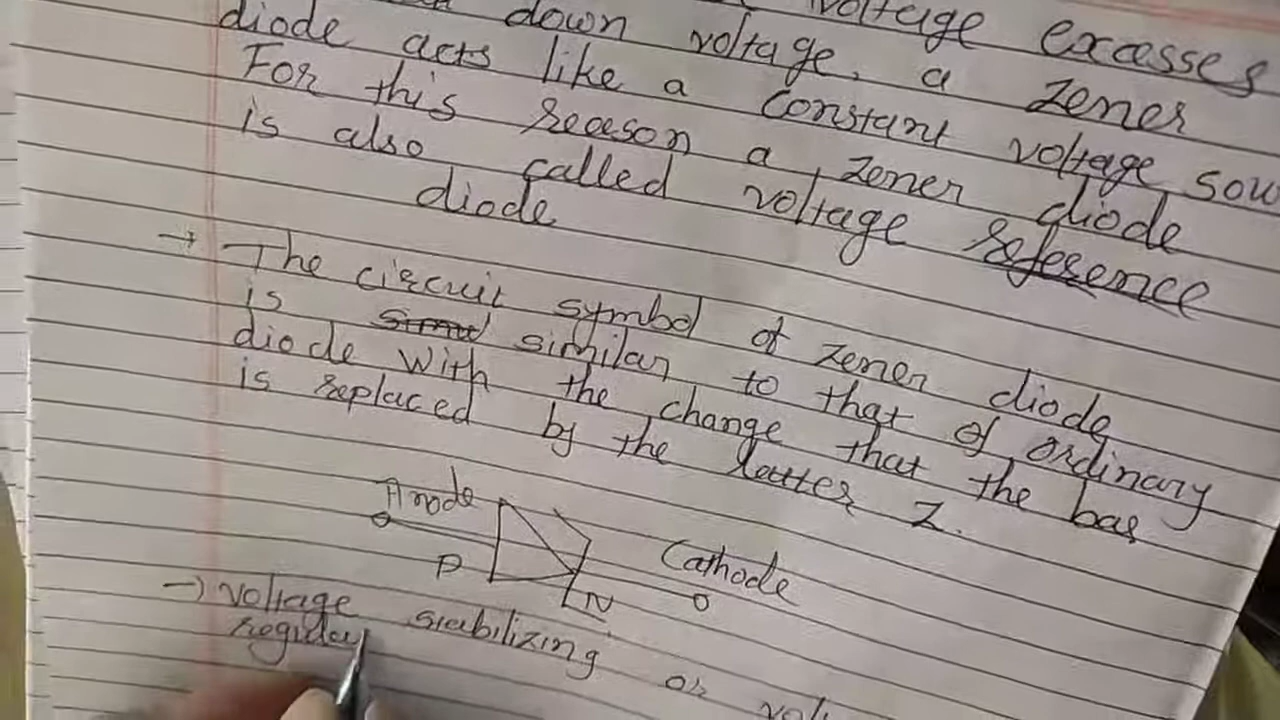 voltage excesses
down voltage, a zener
diode acts like a constant voltage sou
For this reason a zener diode
is also called voltage reference
diode
→ The circuit symbol of zener diode
is similar to that of ordinary
diode with the change that the bar
is replaced by the letter Z.
Anode
Cathode
P
N
→ voltage stabilizing or vol